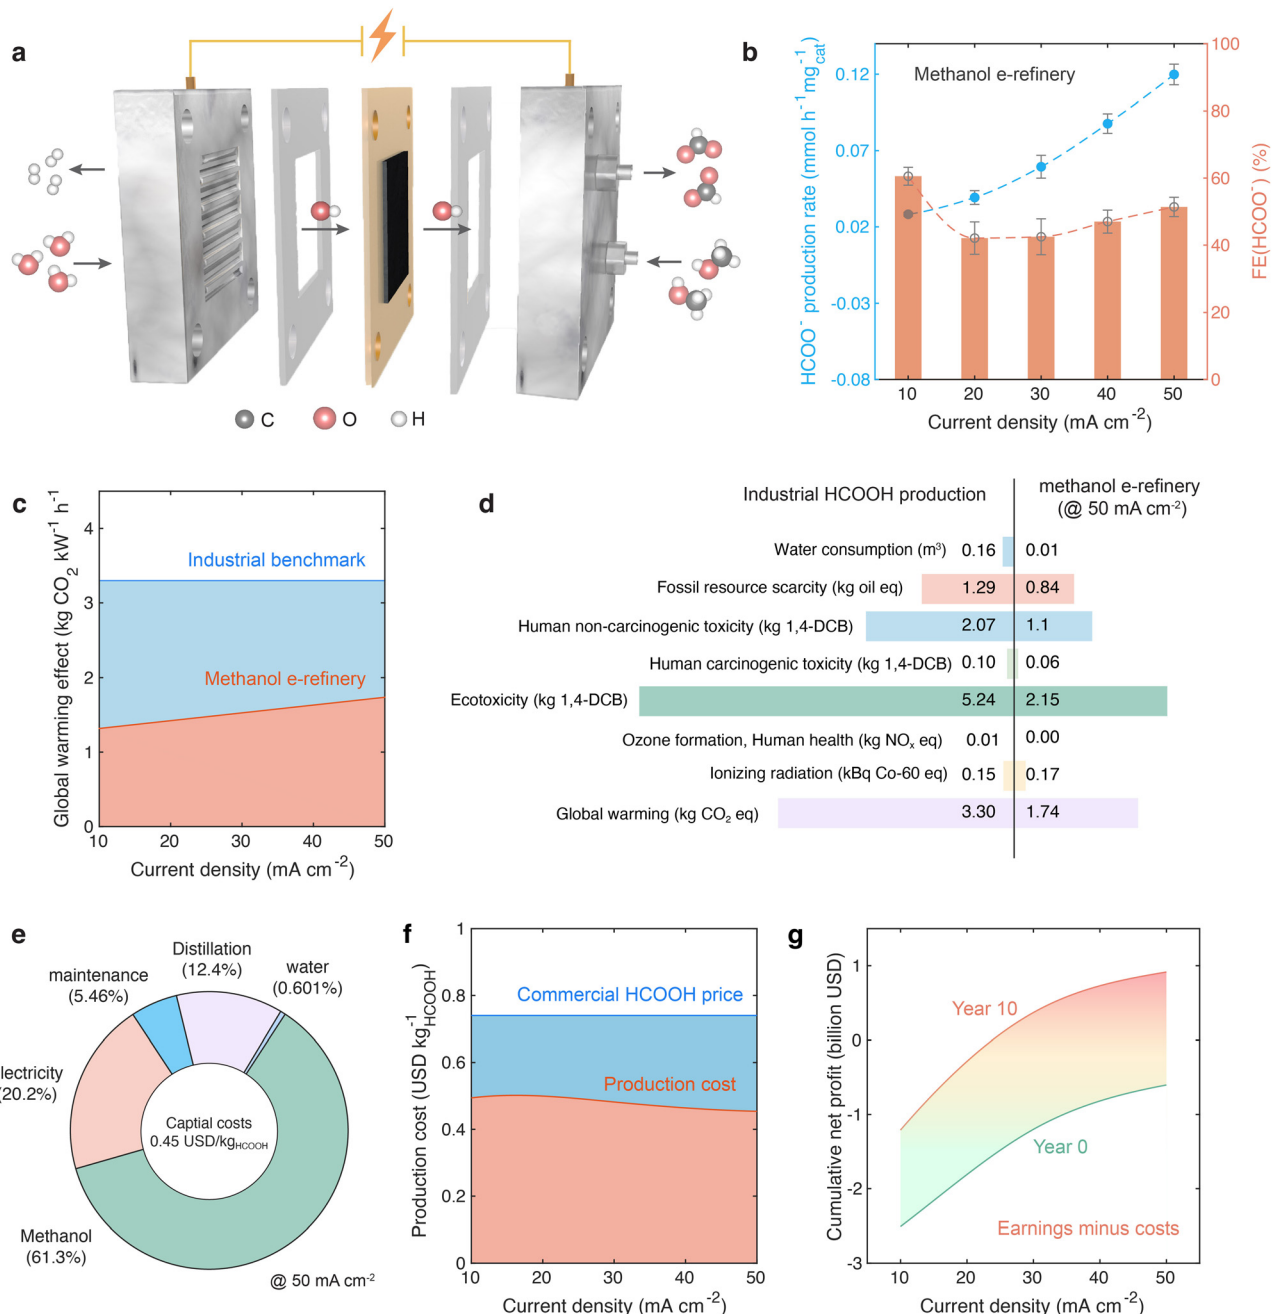 a
C O H
b
Methanol e-refinery
HCOO⁻ production rate (mmol h⁻¹ mg⁻¹cat)
0.12
0.07
0.02
-0.03
-0.08
100
80
60
40
20
0
FE(HCOO⁻) (%)
10 20 30 40 50
Current density (mA cm⁻²)
c
Global warming effect (kg CO₂ kW⁻¹ h⁻¹)
4
3
2
1
0
Industrial benchmark
Methanol e-refinery
10 20 30 40 50
Current density (mA cm⁻²)
d
Industrial HCOOH production
methanol e-refinery
(@ 50 mA cm⁻²)
Water consumption (m³) 0.16 0.01
Fossil resource scarcity (kg oil eq) 1.29 0.84
Human non-carcinogenic toxicity (kg 1,4-DCB) 2.07 1.1
Human carcinogenic toxicity (kg 1,4-DCB) 0.10 0.06
Ecotoxicity (kg 1,4-DCB) 5.24 2.15
Ozone formation, Human health (kg NOₓ eq) 0.01 0.00
Ionizing radiation (kBq Co-60 eq) 0.15 0.17
Global warming (kg CO₂ eq) 3.30 1.74
e
Distillation
(12.4%)
water
(0.601%)
maintenance
(5.46%)
lectricity
(20.2%)
Captial costs
0.45 USD/kgHCOOH
Methanol
(61.3%)
@ 50 mA cm⁻²
f
Production cost (USD kg⁻¹HCOOH)
1
0.8
0.6
0.4
0.2
0
Commercial HCOOH price
Production cost
10 20 30 40 50
Current density (mA cm⁻²)
g
Cumulative net profit (billion USD)
1
0
-1
-2
-3
Year 10
Year 0
Earnings minus costs
10 20 30 40 50
Current density (mA cm⁻²)